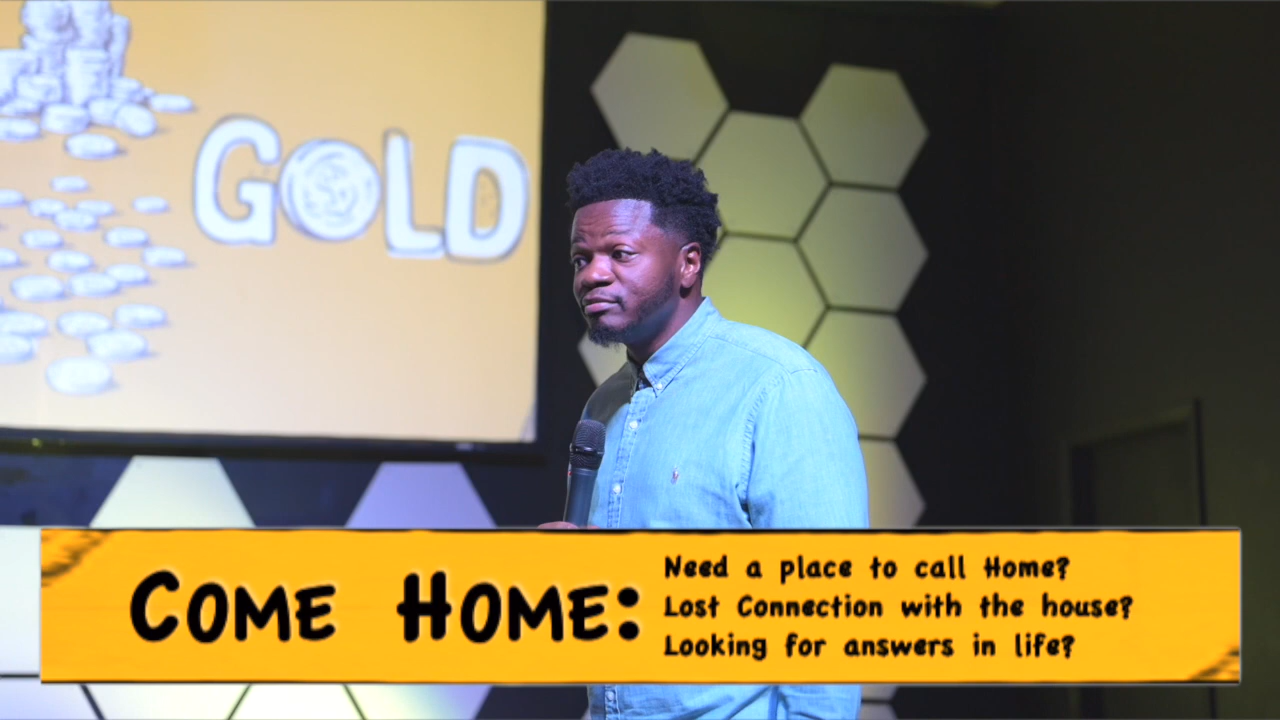 GOLD
COME HOME:
Need a place to call Home?
Lost Connection with the house?
Looking for answers in life?